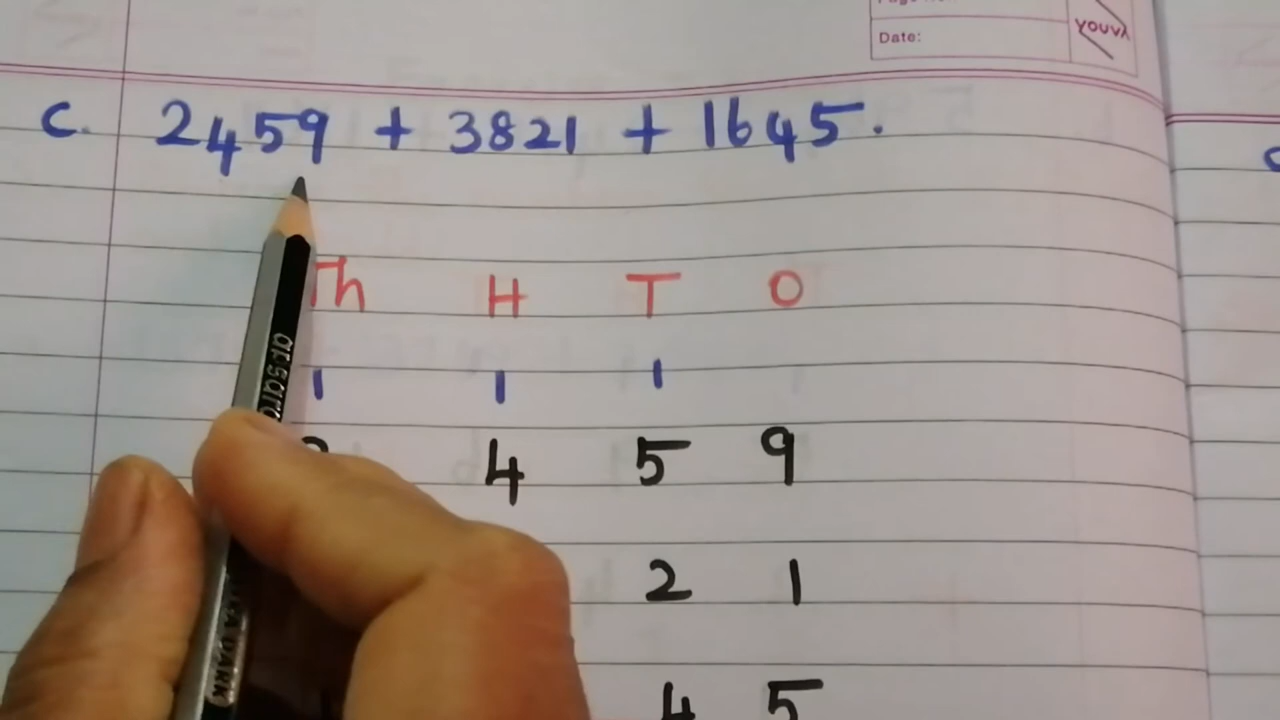 Date:
YOUVA
C. 2459 + 3821 + 1645.
Th H T O
1 1 1
4 5 9
2 1
4 5